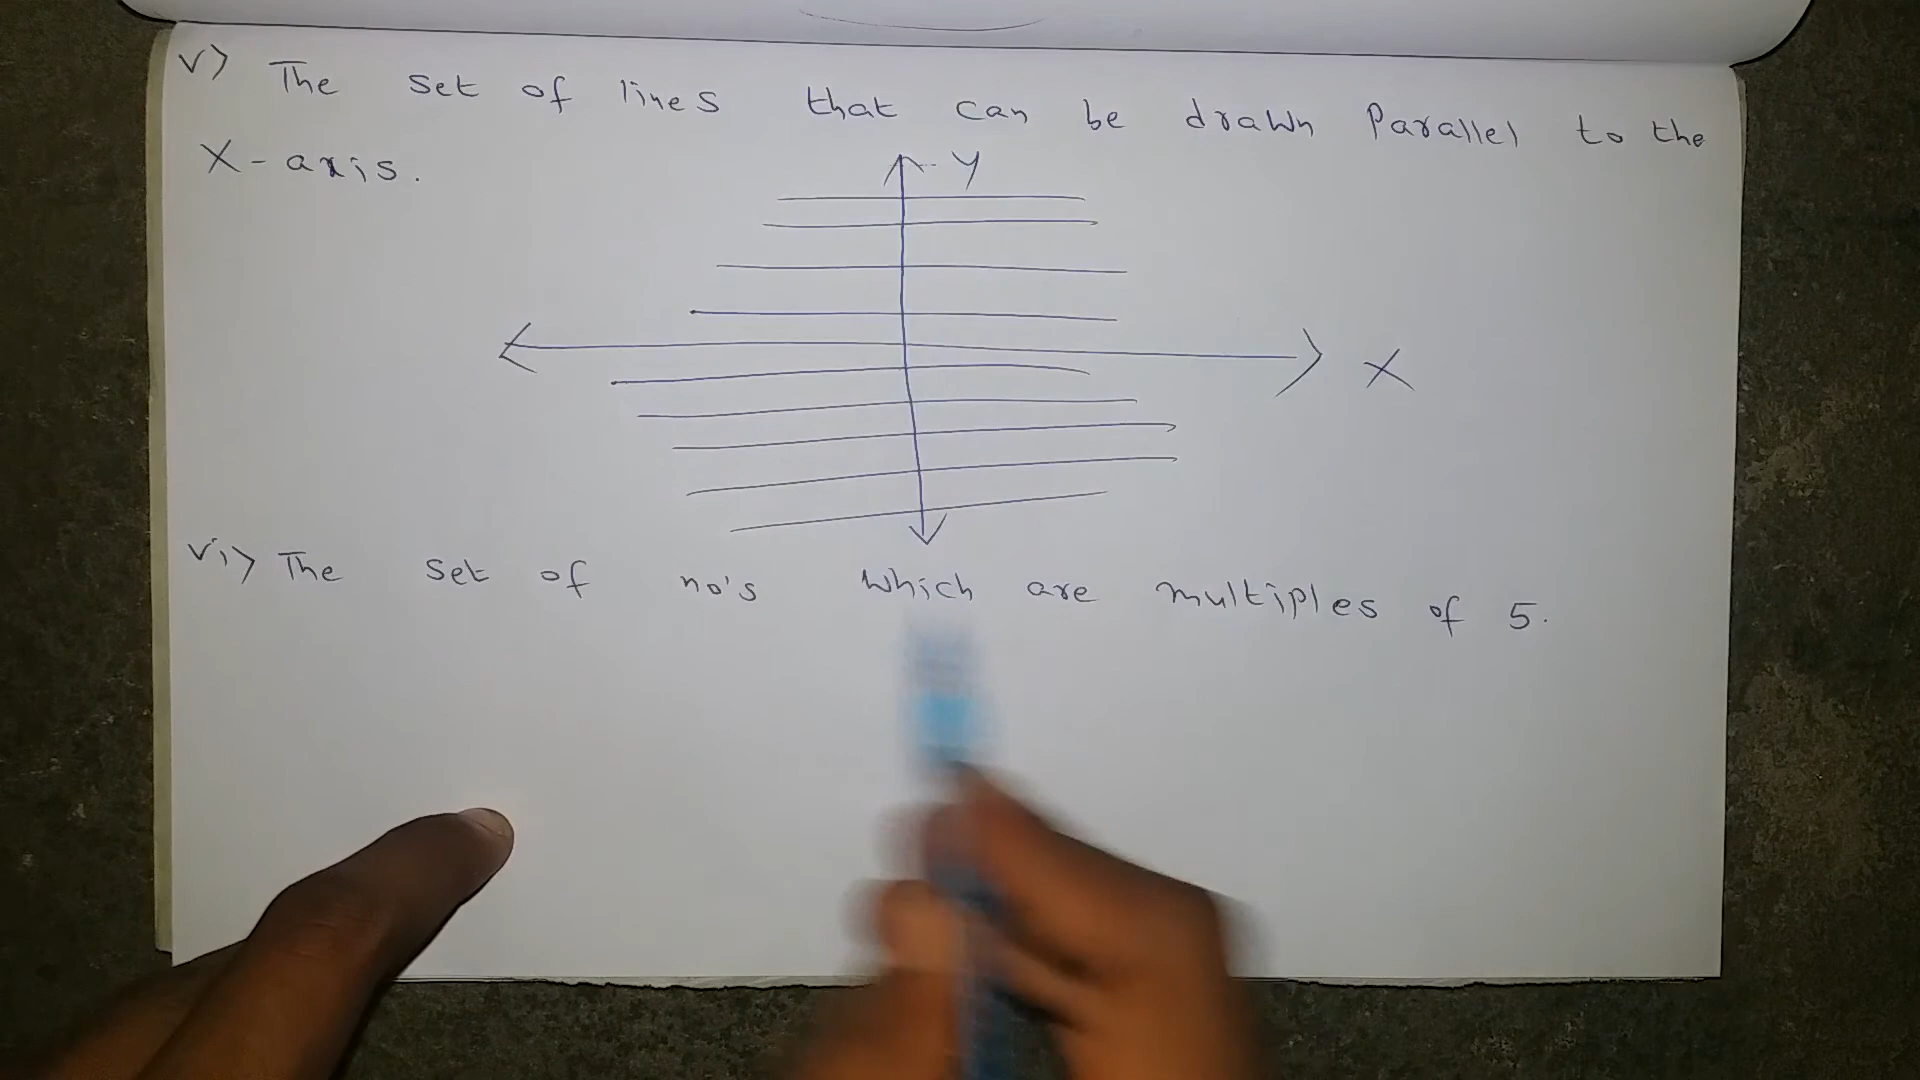 v) The set of lines that can be drawn Parallel to the
X-axis.
Y
X
vi) The set of no's which are multiples of 5.